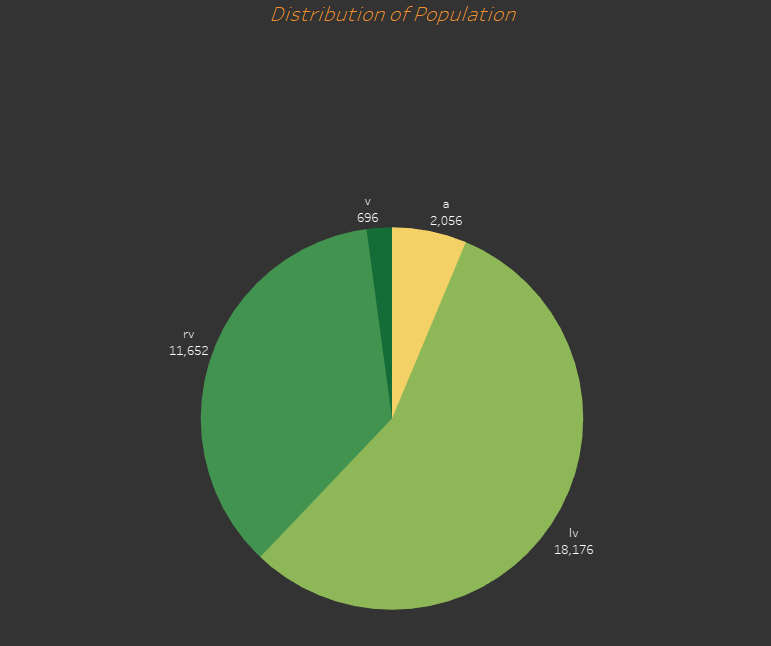 Distribution of Population
v
696
a
2,056
rv
11,652
lv
18,176